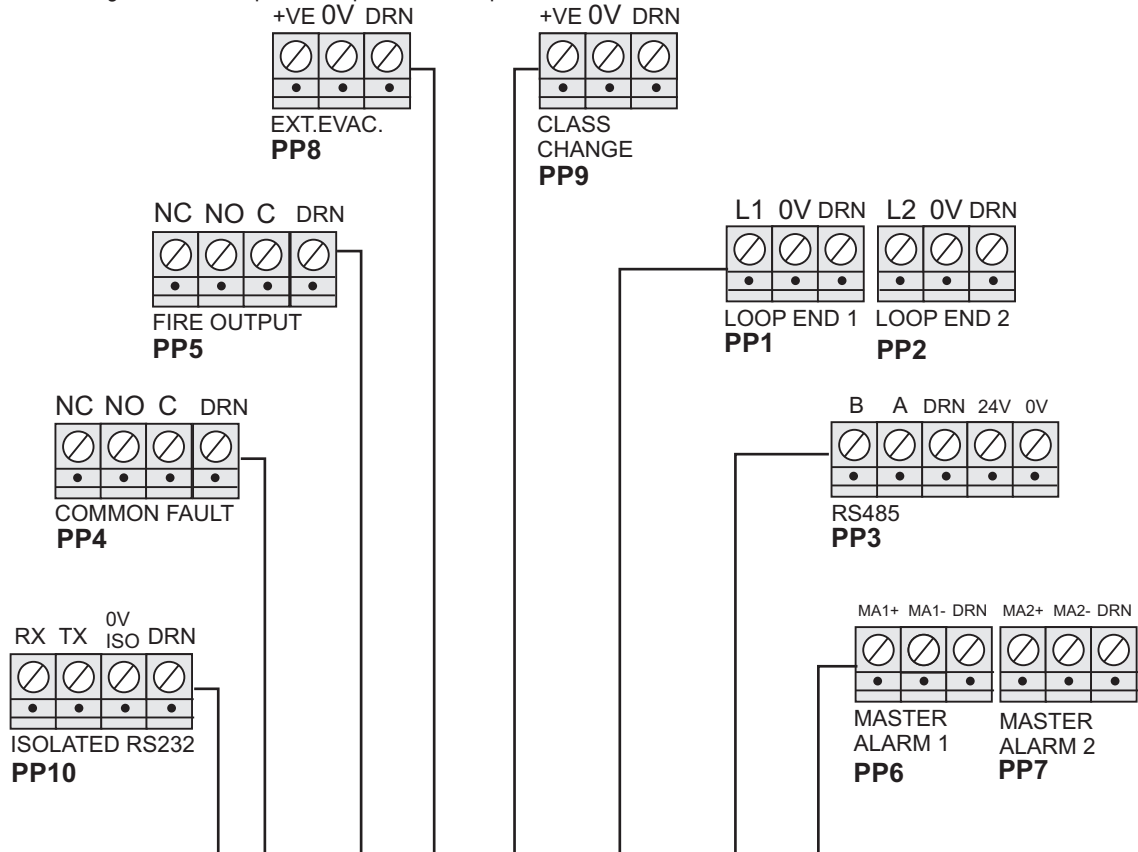 +VE 0V DRN
EXT.EVAC.
PP8
+VE 0V DRN
CLASS
CHANGE
PP9
NC NO C DRN
FIRE OUTPUT
PP5
L1 0V DRN
LOOP END 1
PP1
L2 0V DRN
LOOP END 2
PP2
NC NO C DRN
COMMON FAULT
PP4
B A DRN 24V 0V
RS485
PP3
RX TX 0V ISO DRN
ISOLATED RS232
PP10
MA1+ MA1- DRN
MASTER
ALARM 1
PP6
MA2+ MA2- DRN
MASTER
ALARM 2
PP7